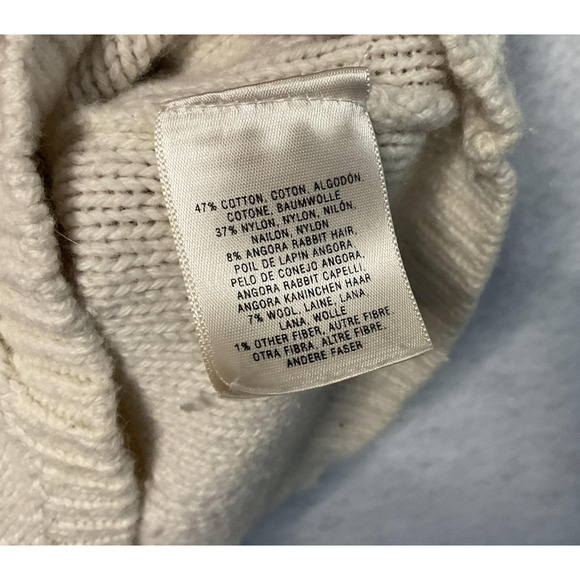 47% COTTON, COTON, ALGODÓN,
COTONE, BAUMWOLLE
37% NYLON, NYLON, NILÓN,
NAILON, NYLON
8% ANGORA RABBIT HAIR,
POIL DE LAPIN ANGORA,
PELO DE CONEJO ANGORA,
ANGORA RABBIT CAPELLI,
ANGORA KANINCHEN HAAR
7% WOOL, LAINE, LANA,
LANA, WOLLE
1% OTHER FIBER, AUTRE FIBRE,
OTRA FIBRA, ALTRE FIBRE,
ANDERE FASER